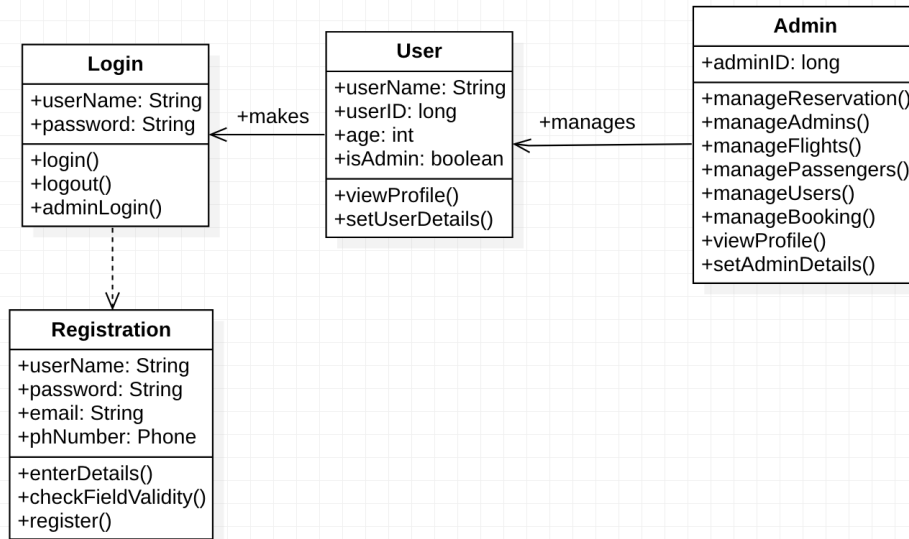 Login
+userName: String
+password: String
+login()
+logout()
+adminLogin()
+makes
User
+userName: String
+userID: long
+age: int
+isAdmin: boolean
+viewProfile()
+setUserDetails()
+manages
Admin
+adminID: long
+manageReservation()
+manageAdmins()
+manageFlights()
+managePassengers()
+manageUsers()
+manageBooking()
+viewProfile()
+setAdminDetails()
Registration
+userName: String
+password: String
+email: String
+phNumber: Phone
+enterDetails()
+checkFieldValidity()
+register()